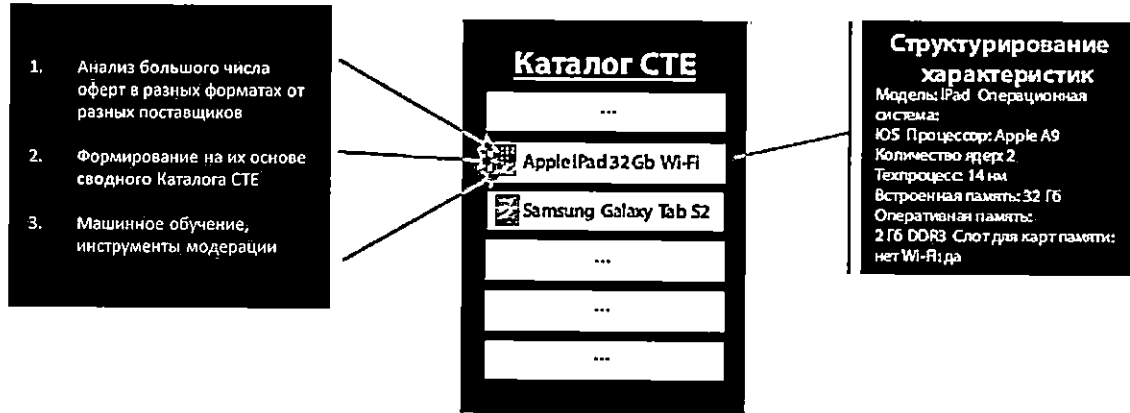 1. Анализ большого числа
оферт в разных форматах от
разных поставщиков
2. Формирование на их основе
сводного Каталога СТЕ
3. Машинное обучение,
инструменты модерации
Каталог СТЕ
...
Apple iPad 32Gb Wi-Fi
Samsung Galaxy Tab S2
...
...
...
Структурирование
характеристик
Модель: iPad Операционная
система:
iOS Процессор: Apple A9
Количество ядер: 2
Техпроцесс: 14 нм
Встроенная память: 32 Гб
Оперативная память:
2 Гб DDR3 Слот для карт памяти:
нет Wi-Fi: да